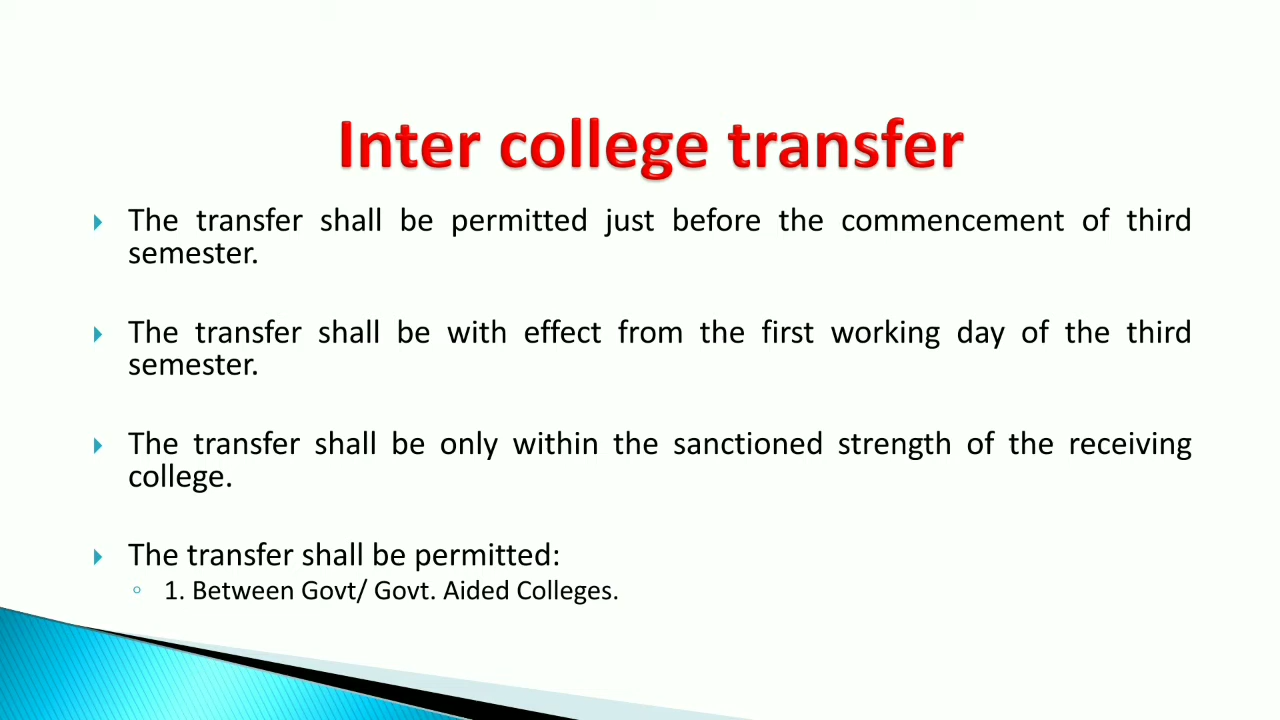 Inter college transfer
The transfer shall be permitted just before the commencement of third
semester.
The transfer shall be with effect from the first working day of the third
semester.
The transfer shall be only within the sanctioned strength of the receiving
college.
The transfer shall be permitted:
1. Between Govt/ Govt. Aided Colleges.